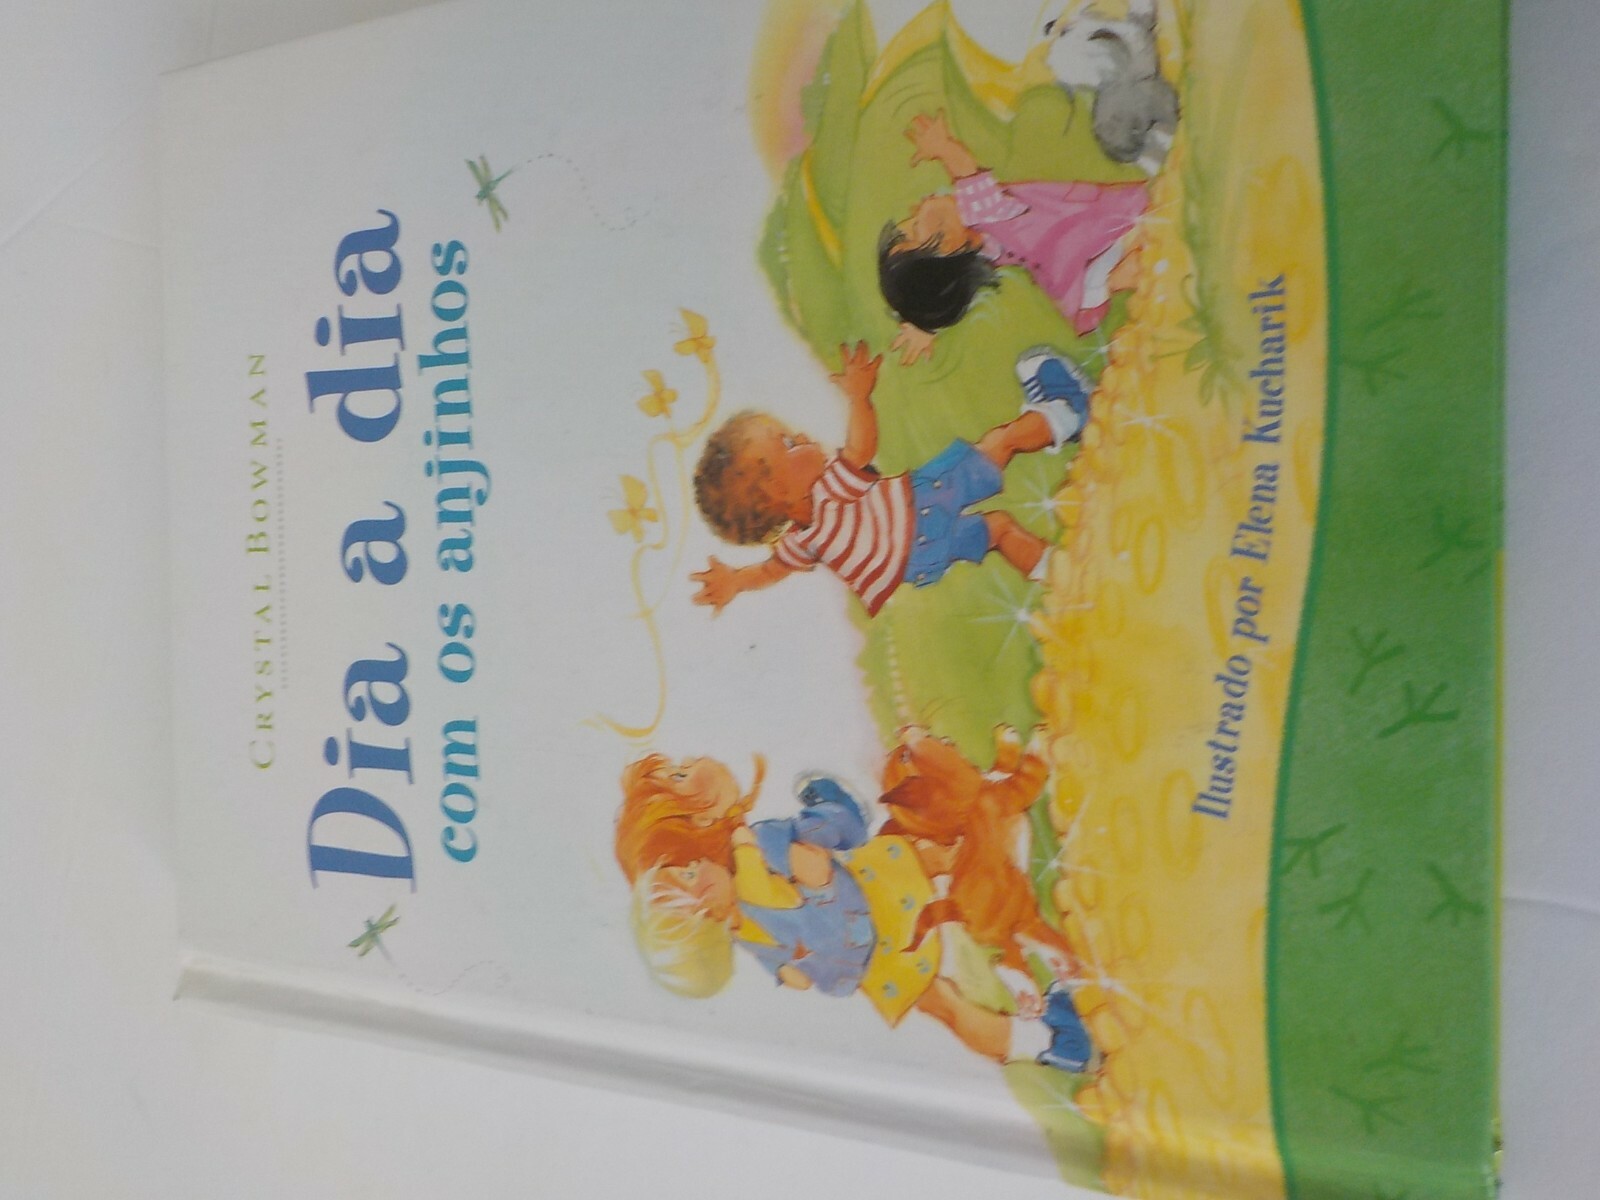 CRYSTAL BOWMAN
Dia a dia
com os anjinhos
Ilustrado por Elena Kucharik